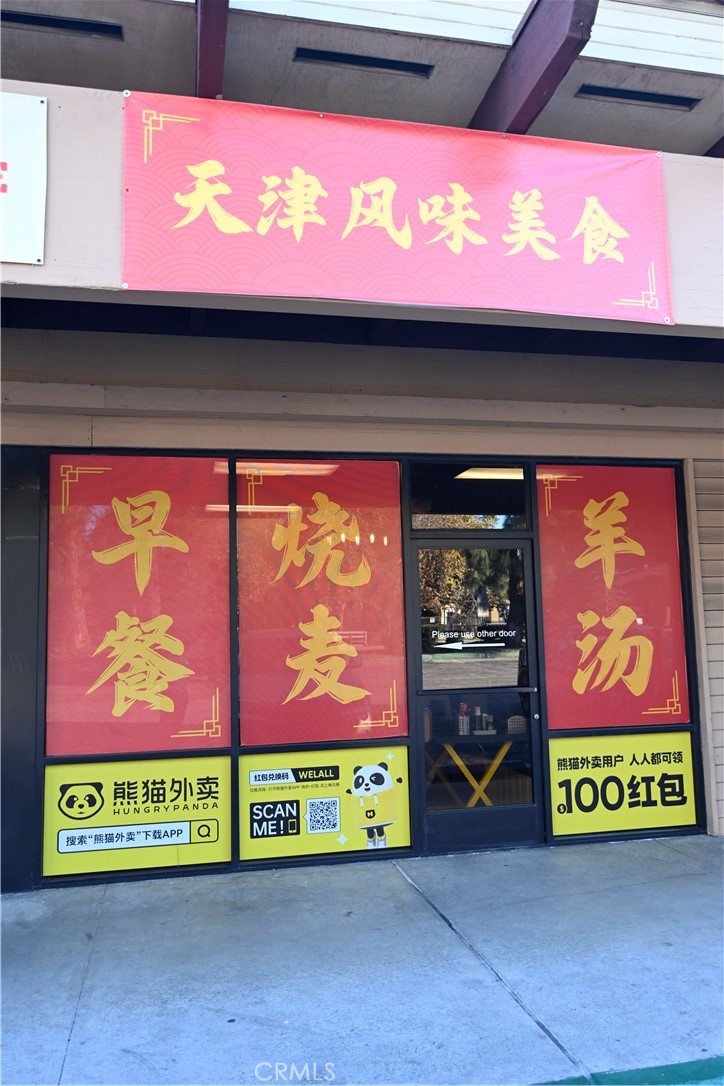 天津风味美食
早餐
烧麦
羊汤
Please use other door
熊猫外卖
HUNGRYPANDA
搜索“熊猫外卖”下载APP
红包兑换码 WELALL
SCAN
ME!
熊猫外卖用户 人人都可领
$100红包
CRMLS